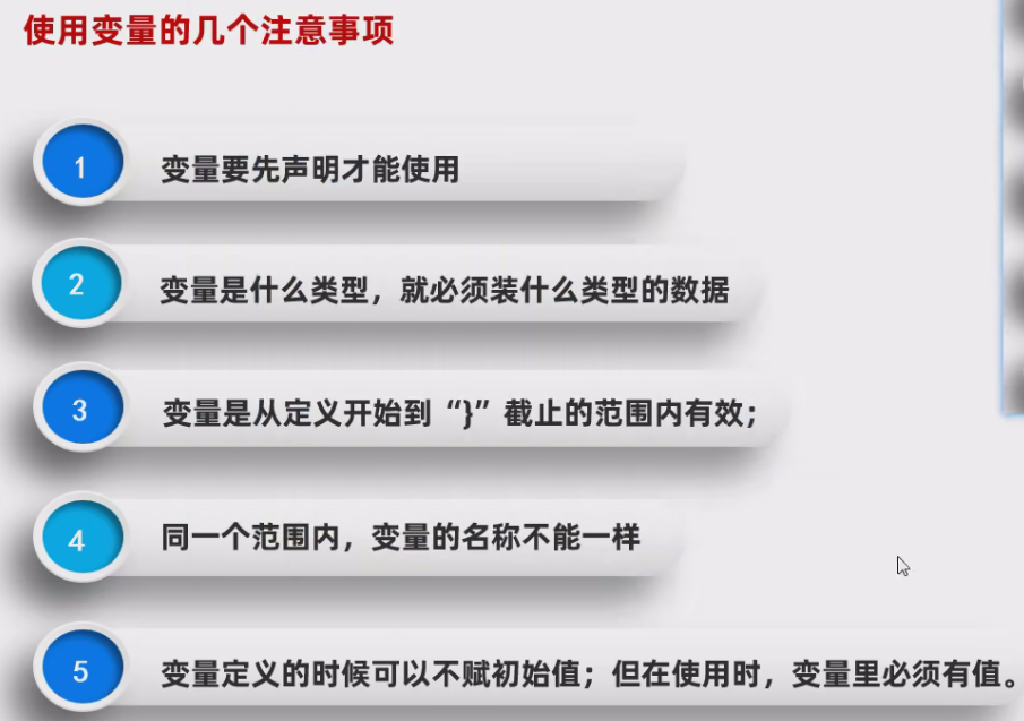 使用变量的几个注意事项
1
变量要先声明才能使用
2
变量是什么类型，就必须装什么类型的数据
3
变量是从定义开始到“}”截止的范围内有效；
4
同一个范围内，变量的名称不能一样
5
变量定义的时候可以不赋初始值；但在使用时，变量里必须有值。